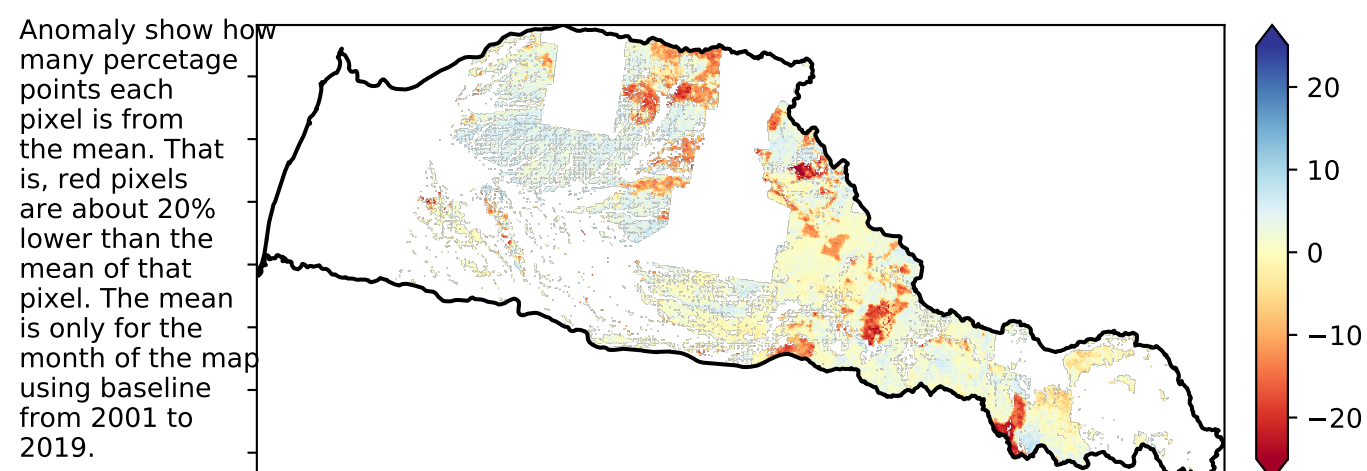 Anomaly show how
many percetage
points each
pixel is from
the mean. That
is, red pixels
are about 20%
lower than the
mean of that
pixel. The mean
is only for the
month of the map
using baseline
from 2001 to
2019.
20
10
0
−10
−20